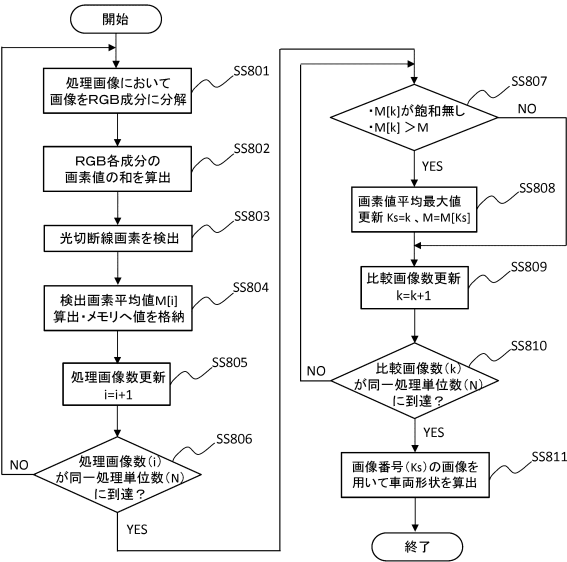 開始
処理画像において
画像をRGB成分に分解
SS801
RGB各成分の
画素値の和を算出
SS802
光切断線画素を検出
SS803
検出画素平均値M[i]
算出・メモリへ値を格納
SS804
処理画像数更新
i=i+1
SS805
処理画像数(i)
が同一処理単位数(N)
に到達？
SS806
NO
YES
・M[k]が飽和無し
・M[k] ＞M
SS807
NO
YES
画素値平均最大値
更新 Ks=k 、M=M[Ks]
SS808
比較画像数更新
k=k+1
SS809
比較画像数(k)
が同一処理単位数(N)
に到達？
SS810
NO
YES
画像番号(Ks)の画像を
用いて車両形状を算出
SS811
終了